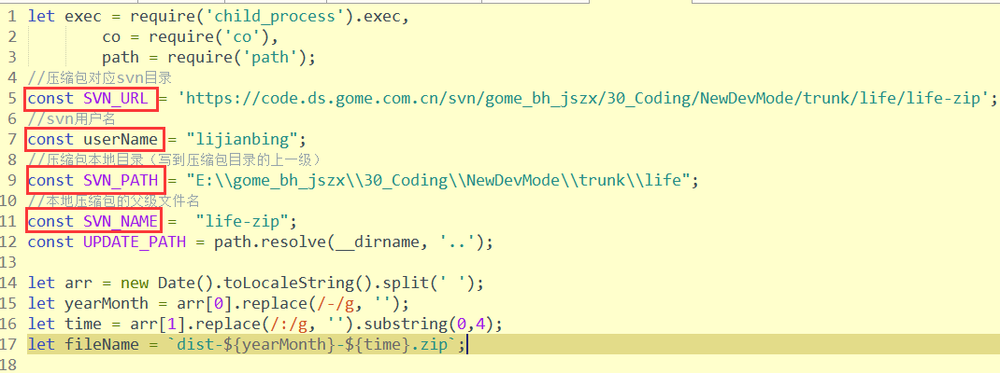 1 let exec = require('child_process').exec,
2 co = require('co'),
3 path = require('path');
4 //压缩包对应svn目录
5 const SVN_URL = 'https://code.ds.gome.com.cn/svn/gome_bh_jszx/30_Coding/NewDevMode/trunk/life/life-zip';
6 //svn用户名
7 const userName = "lijianbing";
8 //压缩包本地目录（写到压缩包目录的上一级）
9 const SVN_PATH = "E:\\gome_bh_jszx\\30_Coding\\NewDevMode\\trunk\\life";
10 //本地压缩包的父级文件名
11 const SVN_NAME = "life-zip";
12 const UPDATE_PATH = path.resolve(__dirname, '..');
13
14 let arr = new Date().toLocaleString().split(' ');
15 let yearMonth = arr[0].replace(/-/g, '');
16 let time = arr[1].replace(/:/g, '').substring(0,4);
17 let fileName = `dist-${yearMonth}-${time}.zip`;
18